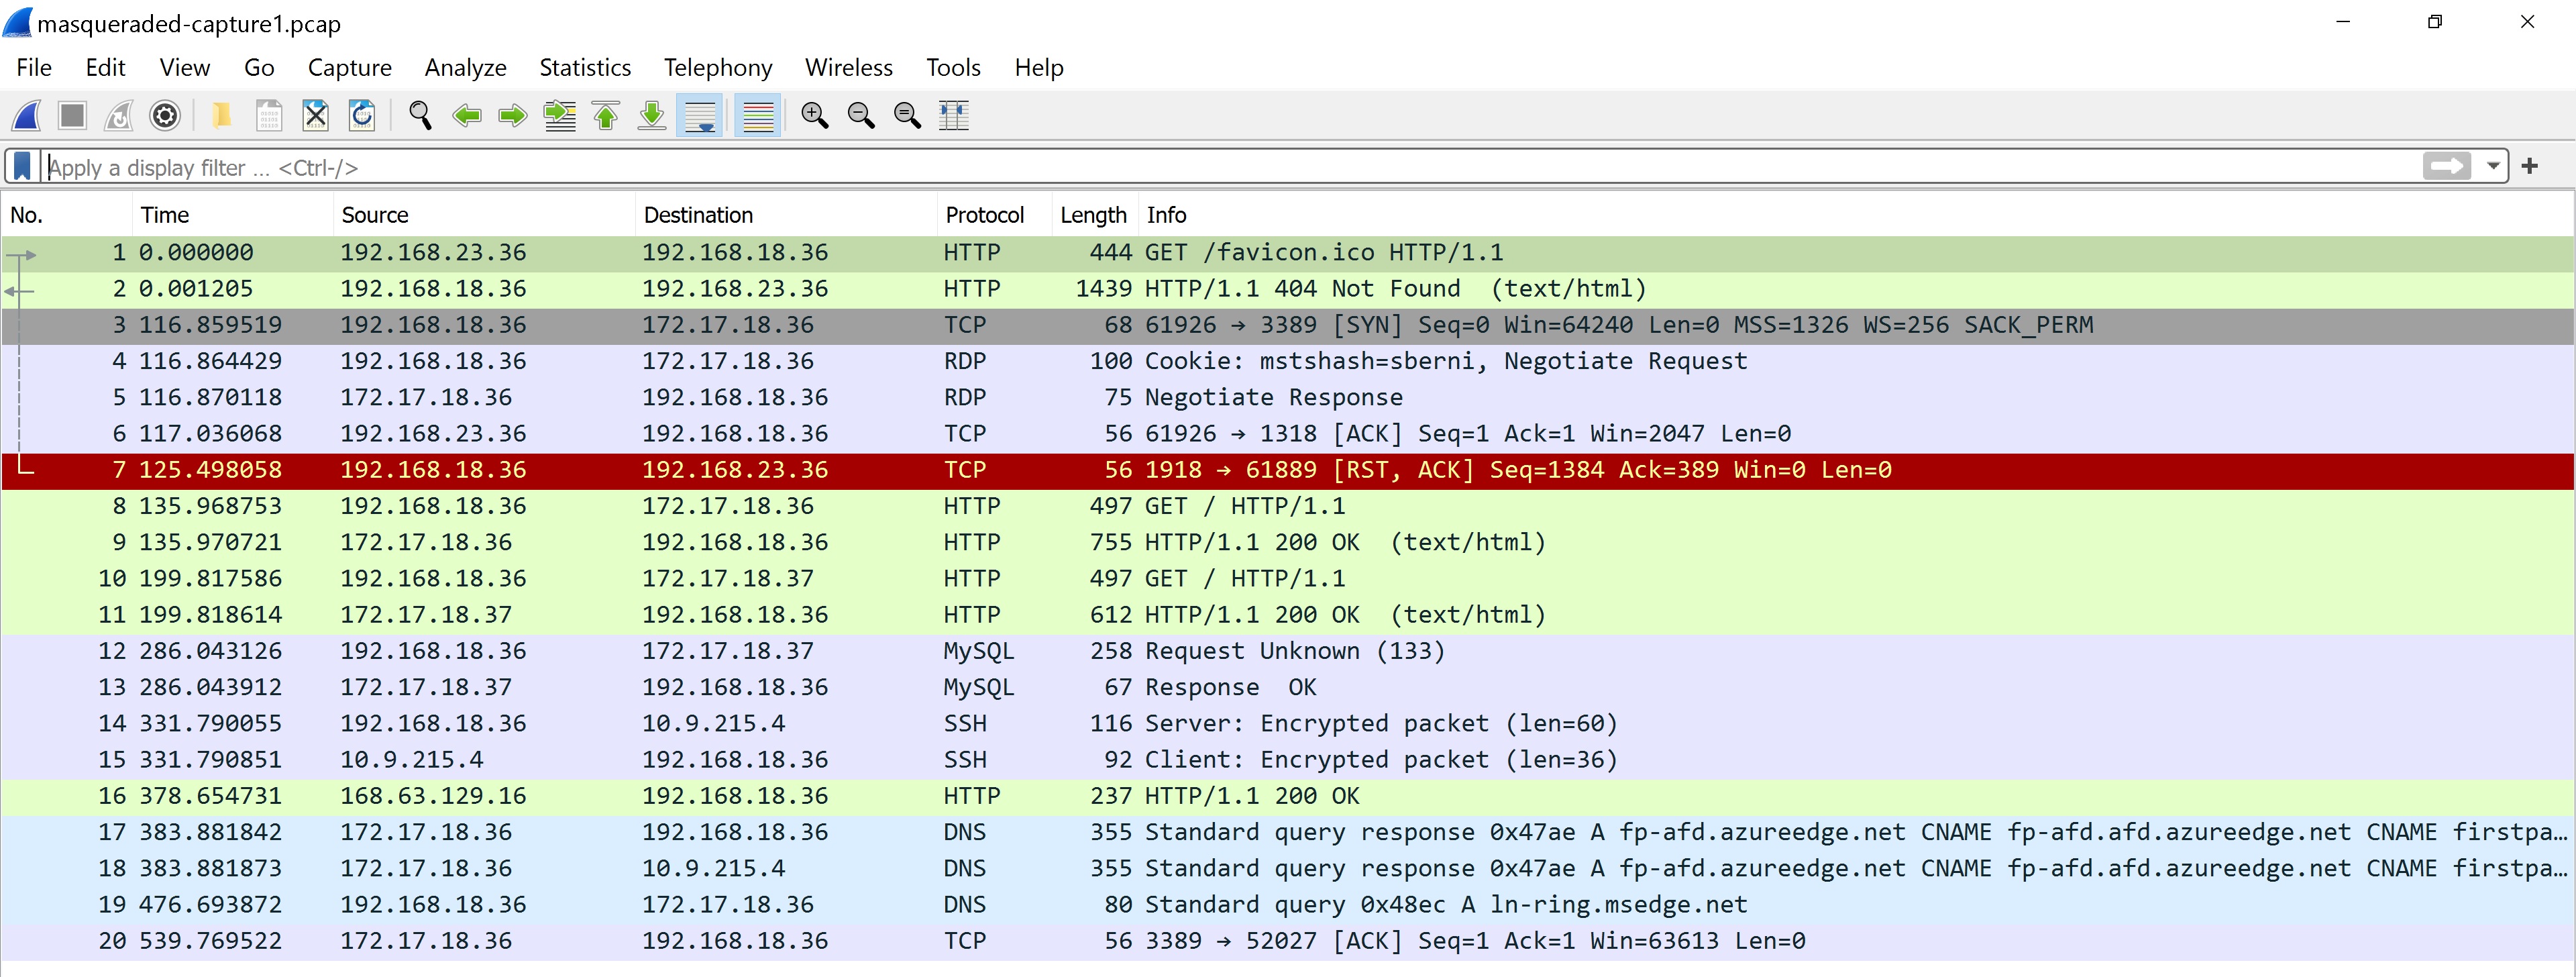 masqueraded-capture1.pcap
File Edit View Go Capture Analyze Statistics Telephony Wireless Tools Help
Apply a display filter ... <Ctrl-/>
No. Time Source Destination Protocol Length Info
1 0.000000 192.168.23.36 192.168.18.36 HTTP 444 GET /favicon.ico HTTP/1.1
2 0.001205 192.168.18.36 192.168.23.36 HTTP 1439 HTTP/1.1 404 Not Found (text/html)
3 116.859519 192.168.18.36 172.17.18.36 TCP 68 61926 → 3389 [SYN] Seq=0 Win=64240 Len=0 MSS=1326 WS=256 SACK_PERM
4 116.864429 192.168.18.36 172.17.18.36 RDP 100 Cookie: mstshash=sberni, Negotiate Request
5 116.870118 172.17.18.36 192.168.18.36 RDP 75 Negotiate Response
6 117.036068 192.168.23.36 192.168.18.36 TCP 56 61926 → 1318 [ACK] Seq=1 Ack=1 Win=2047 Len=0
7 125.498058 192.168.18.36 192.168.23.36 TCP 56 1918 → 61889 [RST, ACK] Seq=1384 Ack=389 Win=0 Len=0
8 135.968753 192.168.18.36 172.17.18.36 HTTP 497 GET / HTTP/1.1
9 135.970721 172.17.18.36 192.168.18.36 HTTP 755 HTTP/1.1 200 OK (text/html)
10 199.817586 192.168.18.36 172.17.18.37 HTTP 497 GET / HTTP/1.1
11 199.818614 172.17.18.37 192.168.18.36 HTTP 612 HTTP/1.1 200 OK (text/html)
12 286.043126 192.168.18.36 172.17.18.37 MySQL 258 Request Unknown (133)
13 286.043912 172.17.18.37 192.168.18.36 MySQL 67 Response OK
14 331.790055 192.168.18.36 10.9.215.4 SSH 116 Server: Encrypted packet (len=60)
15 331.790851 10.9.215.4 192.168.18.36 SSH 92 Client: Encrypted packet (len=36)
16 378.654731 168.63.129.16 192.168.18.36 HTTP 237 HTTP/1.1 200 OK
17 383.881842 172.17.18.36 192.168.18.36 DNS 355 Standard query response 0x47ae A fp-afd.azureedge.net CNAME fp-afd.afd.azureedge.net CNAME firstpa…
18 383.881873 172.17.18.36 10.9.215.4 DNS 355 Standard query response 0x47ae A fp-afd.azureedge.net CNAME fp-afd.afd.azureedge.net CNAME firstpa…
19 476.693872 192.168.18.36 172.17.18.36 DNS 80 Standard query 0x48ec A ln-ring.msedge.net
20 539.769522 172.17.18.36 192.168.18.36 TCP 56 3389 → 52027 [ACK] Seq=1 Ack=1 Win=63613 Len=0